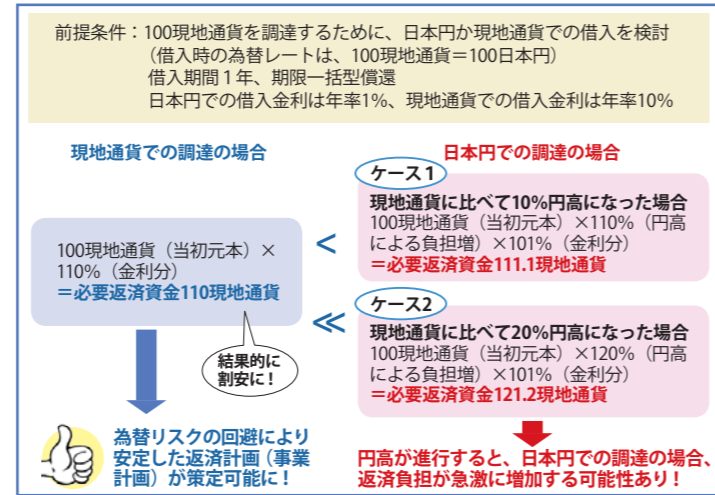 前提条件：100現地通貨を調達するために、日本円か現地通貨での借入を検討
（借入時の為替レートは、100現地通貨＝100日本円）
借入期間１年、期限一括型償還
日本円での借入金利は年率1%、現地通貨での借入金利は年率10%
現地通貨での調達の場合
100現地通貨（当初元本）×
110%（金利分）
＝必要返済資金110現地通貨
結果的に
割安に！
為替リスクの回避により
安定した返済計画（事業
計画）が策定可能に！
＜
≪
日本円での調達の場合
ケース１
現地通貨に比べて10%円高になった場合
100現地通貨（当初元本）×110%（円高
による負担増）×101%（金利分）
＝必要返済資金111.1現地通貨
ケース2
現地通貨に比べて20%円高になった場合
100現地通貨（当初元本）×120%（円高
による負担増）×101%（金利分）
＝必要返済資金121.2現地通貨
円高が進行すると、日本円での調達の場合、
返済負担が急激に増加する可能性あり！